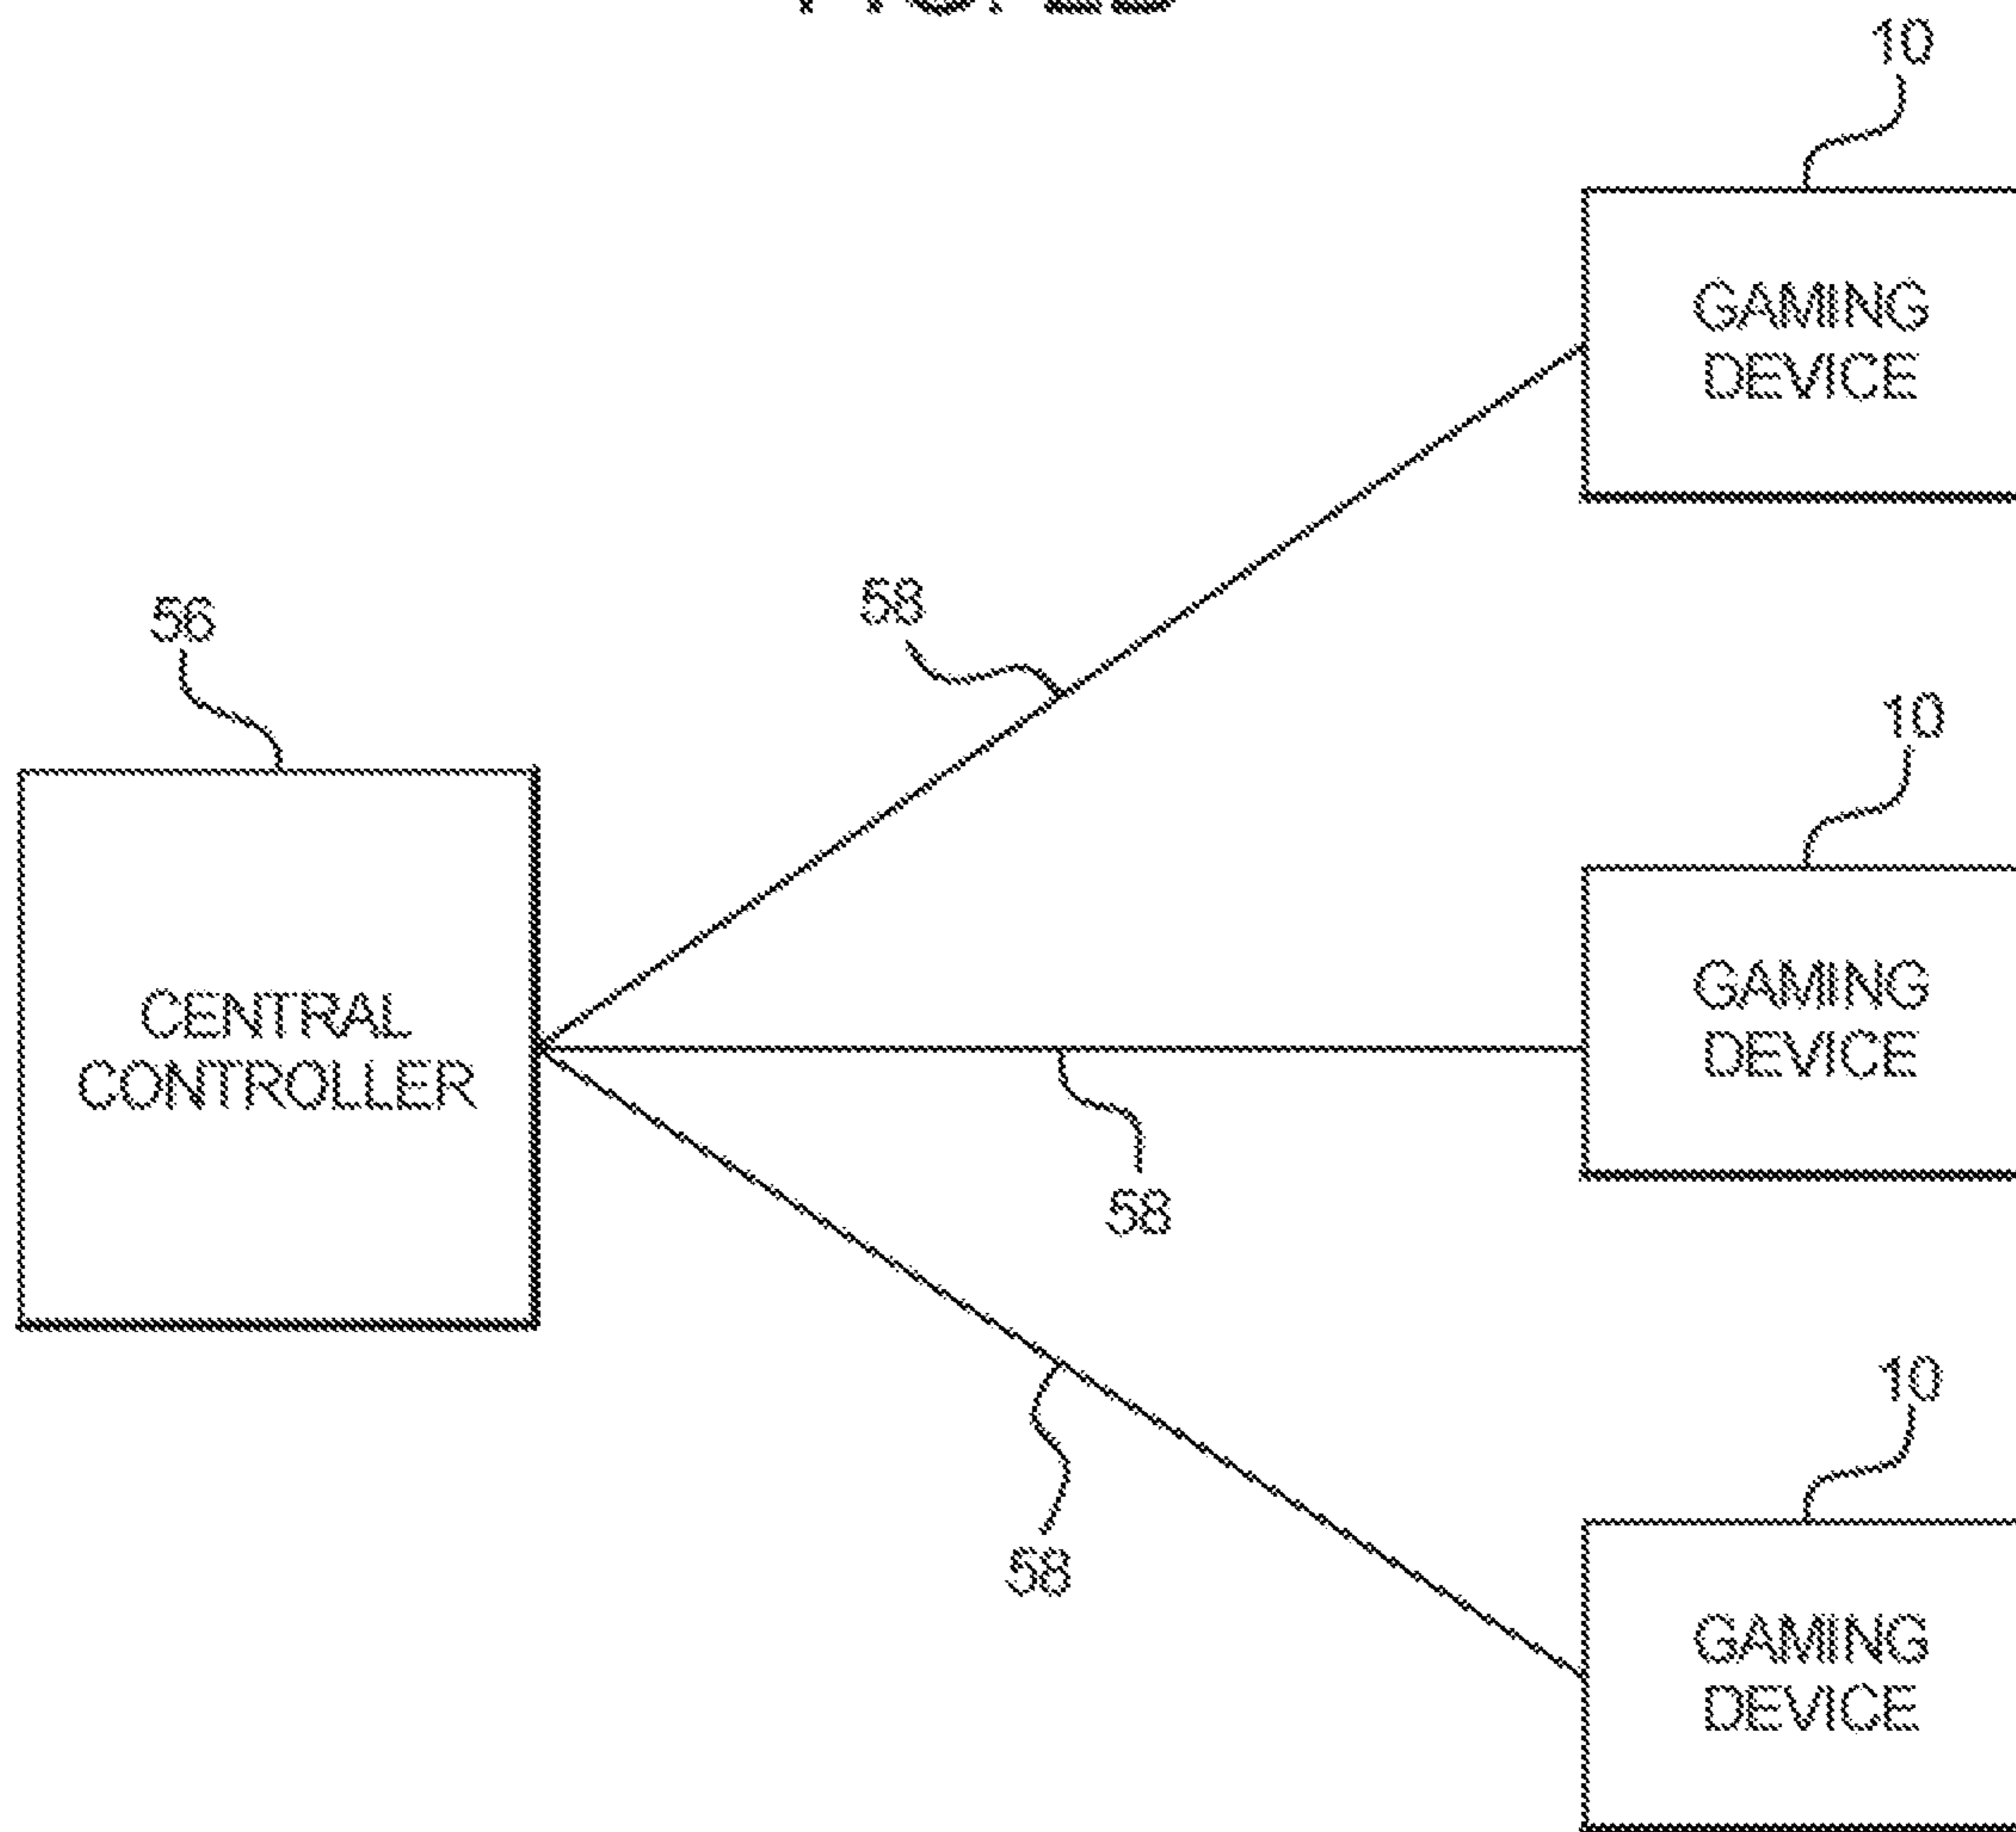 10
GAMING
DEVICE
58
56
10
CENTRAL
CONTROLLER
GAMING
DEVICE
58
10
58
GAMING
DEVICE